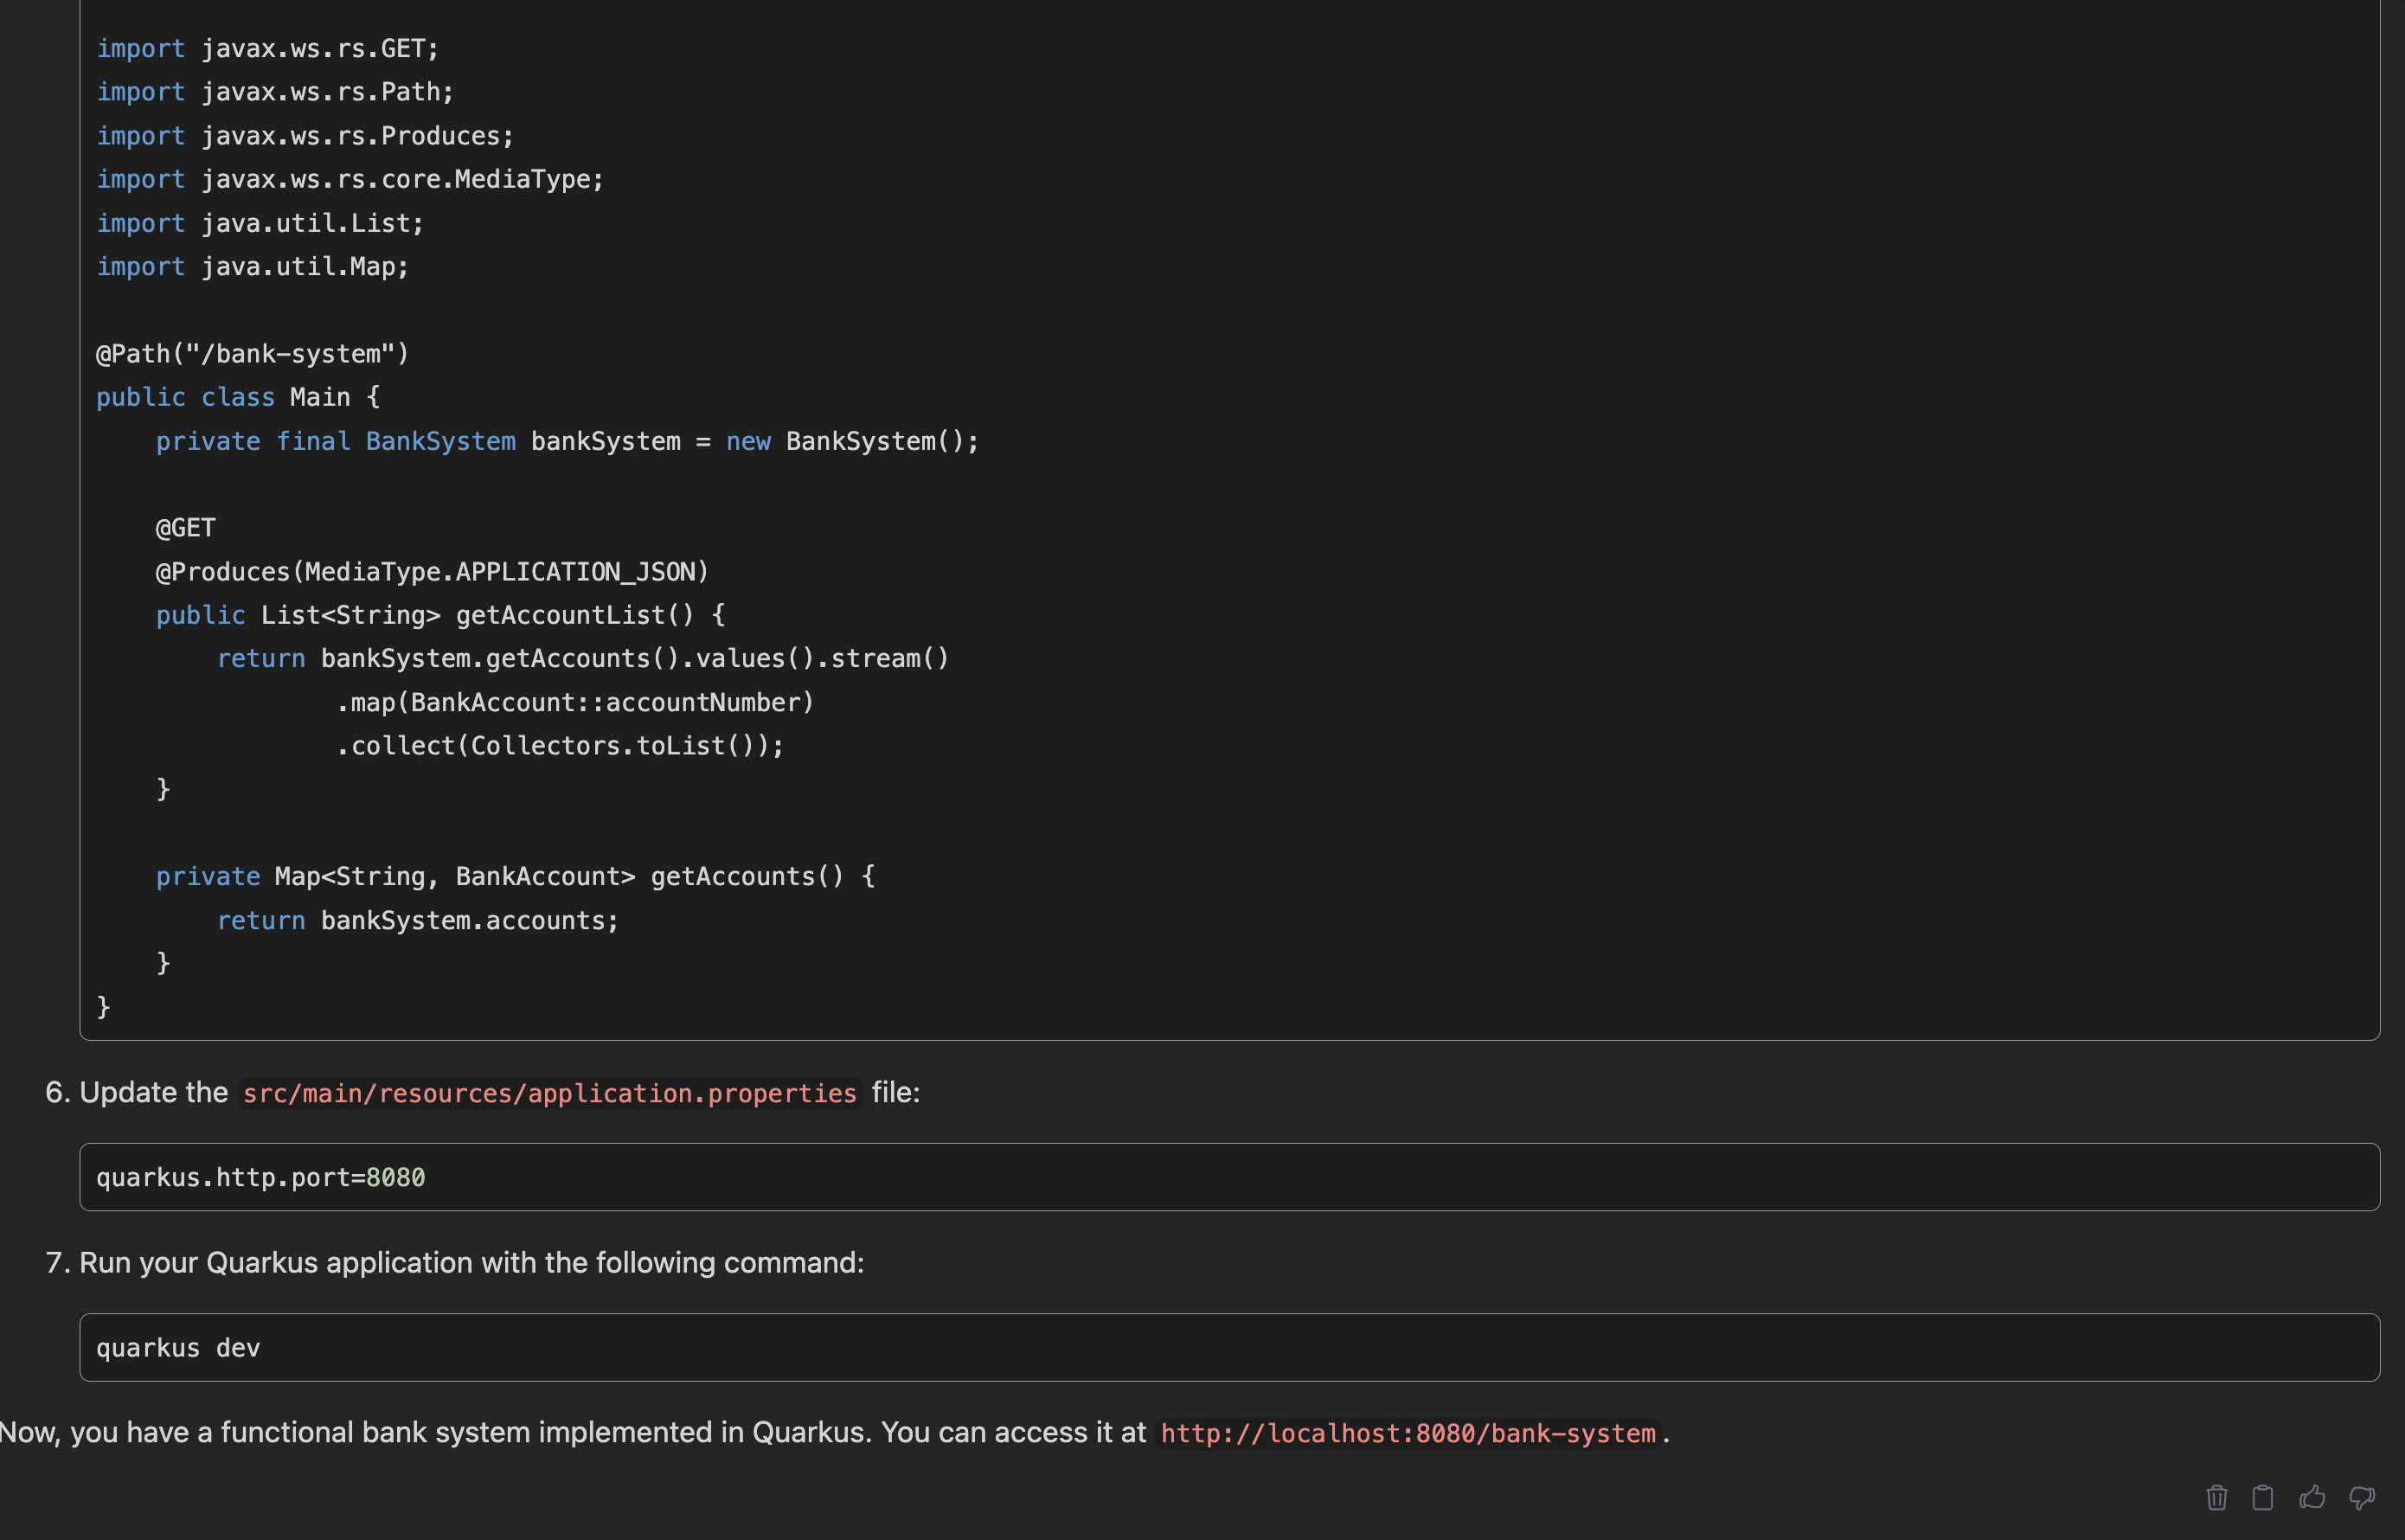 import javax.ws.rs.GET;
import javax.ws.rs.Path;
import javax.ws.rs.Produces;
import javax.ws.rs.core.MediaType;
import java.util.List;
import java.util.Map;

@Path("/bank-system")
public class Main {
    private final BankSystem bankSystem = new BankSystem();

    @GET
    @Produces(MediaType.APPLICATION_JSON)
    public List<String> getAccountList() {
        return bankSystem.getAccounts().values().stream()
                .map(BankAccount::accountNumber)
                .collect(Collectors.toList());
    }

    private Map<String, BankAccount> getAccounts() {
        return bankSystem.accounts;
    }
}
6. Update the src/main/resources/application.properties file:
quarkus.http.port=8080
7. Run your Quarkus application with the following command:
quarkus dev
Now, you have a functional bank system implemented in Quarkus. You can access it at http://localhost:8080/bank-system.